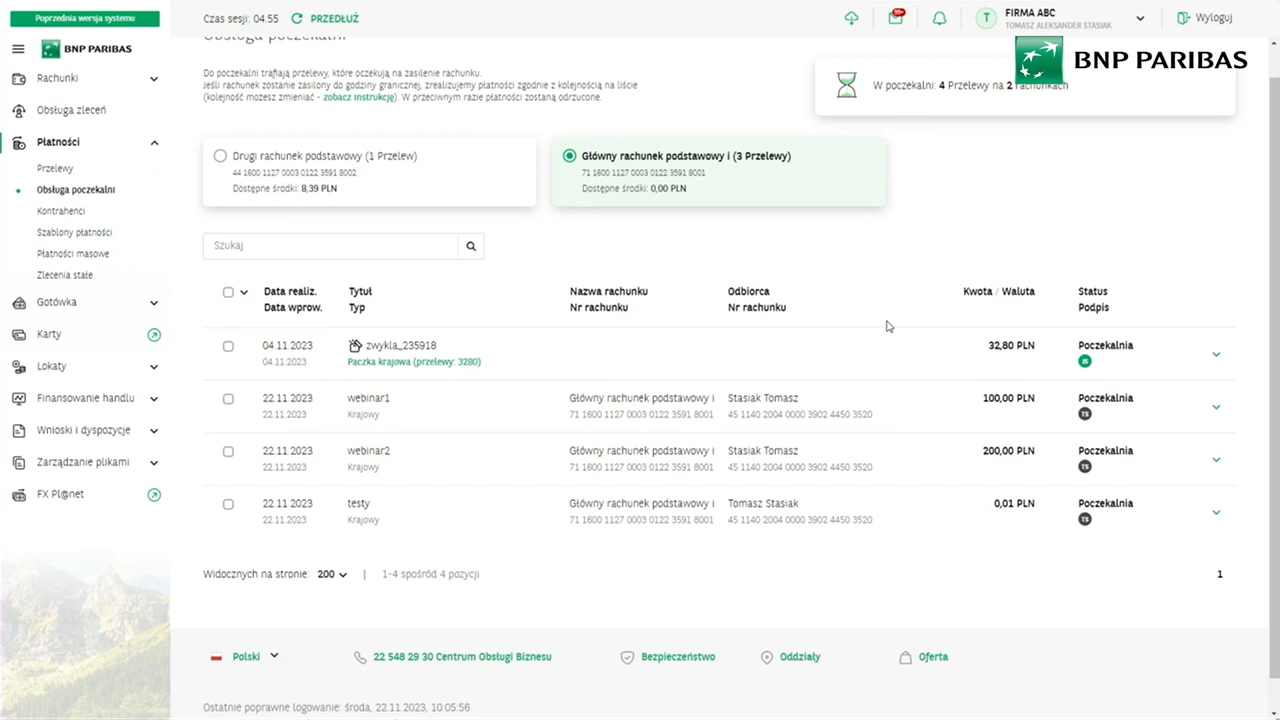 Poprzednia wersja systemu
Czas sesji: 04:55 PRZEDŁUŻ
99+
T
FIRMA ABC
TOMASZ ALEKSANDER STASIAK
Wyloguj
BNP PARIBAS
BNP PARIBAS
Rachunki
Obsługa zleceń
Płatności
Przelewy
Obsługa poczekalni
Kontrahenci
Szablony płatności
Płatności masowe
Zlecenia stałe
Gotówka
Karty
Lokaty
Finansowanie handlu
Wnioski i dyspozycje
Zarządzanie plikami
FX Pl@net
Obsługa poczekalni
Do poczekalni trafiają przelewy, które oczekują na zasilenie rachunku.
Jeśli rachunek zostanie zasilony do godziny granicznej, zrealizujemy płatności zgodnie z kolejnością na liście
(kolejność możesz zmieniać - zobacz instrukcję). W przeciwnym razie płatności zostaną odrzucone.
W poczekalni: 4 Przelewy na 2 rachunkach
Drugi rachunek podstawowy (1 Przelew)
44 1600 1127 0003 0122 3591 8002
Dostępne środki: 8,39 PLN
Główny rachunek podstawowy i (3 Przelewy)
71 1600 1127 0003 0122 3591 8001
Dostępne środki: 0,00 PLN
Szukaj
Data realiz. Tytuł Nazwa rachunku Odbiorca Kwota / Waluta Status
Data wprow. Typ Nr rachunku Nr rachunku Podpis
04.11.2023 zwykla_235918 32,80 PLN Poczekalnia
04.11.2023 Paczka krajowa (przelewy: 3280)
22.11.2023 webinar1 Główny rachunek podstawowy i Stasiak Tomasz 100,00 PLN Poczekalnia
22.11.2023 Krajowy 71 1600 1127 0003 0122 3591 8001 45 1140 2004 0000 3902 4450 3520 TS
22.11.2023 webinar2 Główny rachunek podstawowy i Stasiak Tomasz 200,00 PLN Poczekalnia
22.11.2023 Krajowy 71 1600 1127 0003 0122 3591 8001 45 1140 2004 0000 3902 4450 3520 TS
22.11.2023 testy Główny rachunek podstawowy i Tomasz Stasiak 0,01 PLN Poczekalnia
22.11.2023 Krajowy 71 1600 1127 0003 0122 3591 8001 45 1140 2004 0000 3902 4450 3520 TS
Widocznych na stronie: 200 | 1-4 spośród 4 pozycji 1
Polski 22 548 29 30 Centrum Obsługi Biznesu Bezpieczeństwo Oddziały Oferta
Ostatnie poprawne logowanie: środa, 22.11.2023, 10:05:56